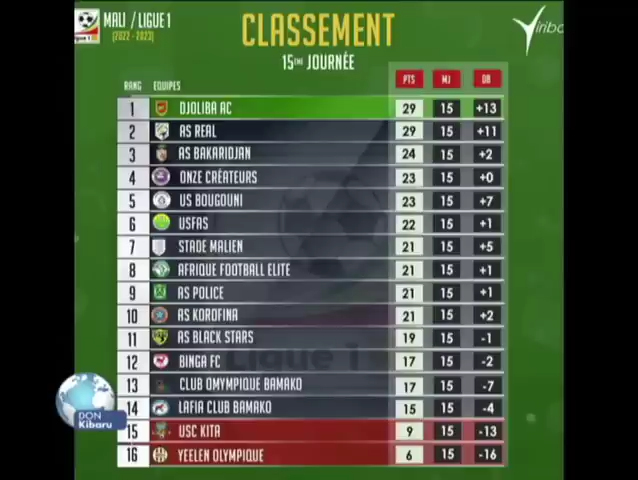 MALI / LIGUE 1
(2022 - 2023)
CLASSEMENT
15ème JOURNÉE
RANG EQUIPES PTS MJ DB
1 DJOLIBA AC 29 15 +13
2 AS REAL 29 15 +11
3 AS BAKARIDJAN 24 15 +2
4 ONZE CRÉATEURS 23 15 +0
5 US BOUGOUNI 23 15 +7
6 USFAS 22 15 +1
7 STADE MALIEN 21 15 +5
8 AFRIQUE FOOTBALL ELITE 21 15 +1
9 AS POLICE 21 15 +1
10 AS KOROFINA 21 15 +2
11 AS BLACK STARS 19 15 -1
12 BINGA FC 17 15 -2
13 CLUB OMYMPIQUE BAMAKO 17 15 -7
14 LAFIA CLUB BAMAKO 15 15 -4
15 USC KITA 9 15 -13
16 YEELEN OLYMPIQUE 6 15 -16
Ligue 1
DON
Kibaru